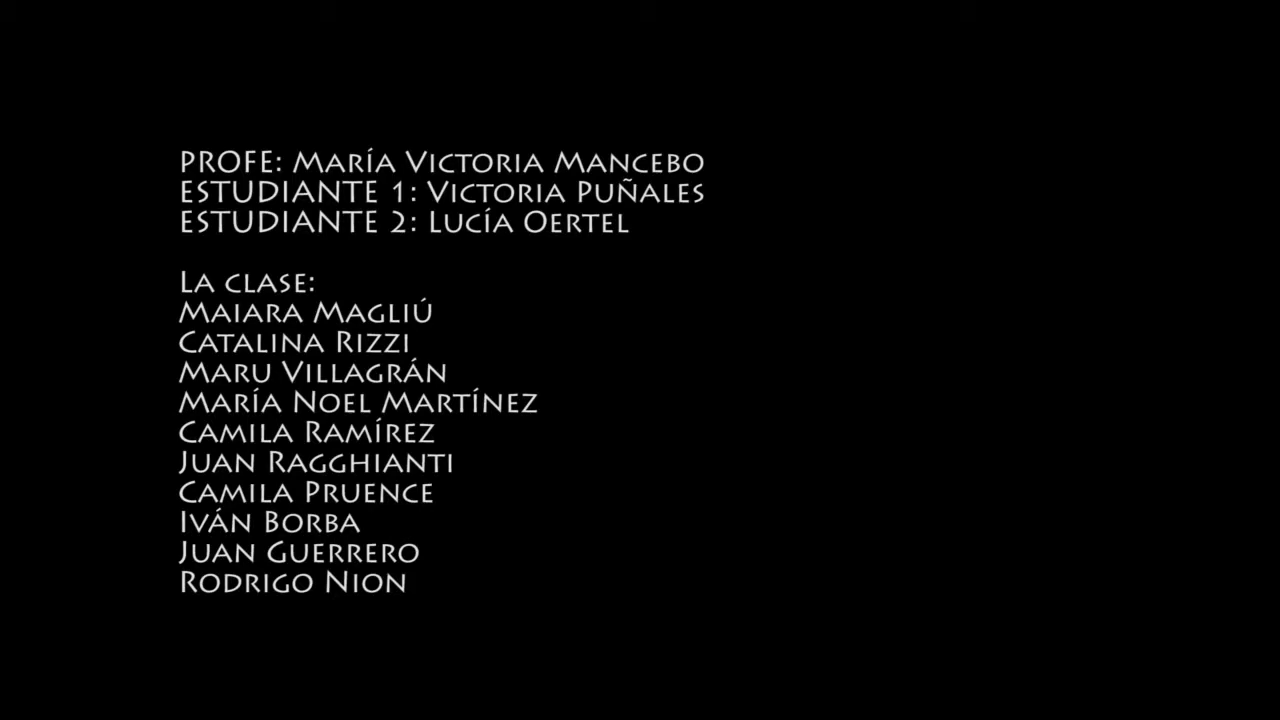 PROFE: María Victoria Mancebo
ESTUDIANTE 1: Victoria Puñales
ESTUDIANTE 2: Lucía Oertel
La clase:
Maiara Magliú
Catalina Rizzi
Maru Villagrán
María Noel Martínez
Camila Ramírez
Juan Ragghianti
Camila Pruence
Iván Borba
Juan Guerrero
Rodrigo Nion